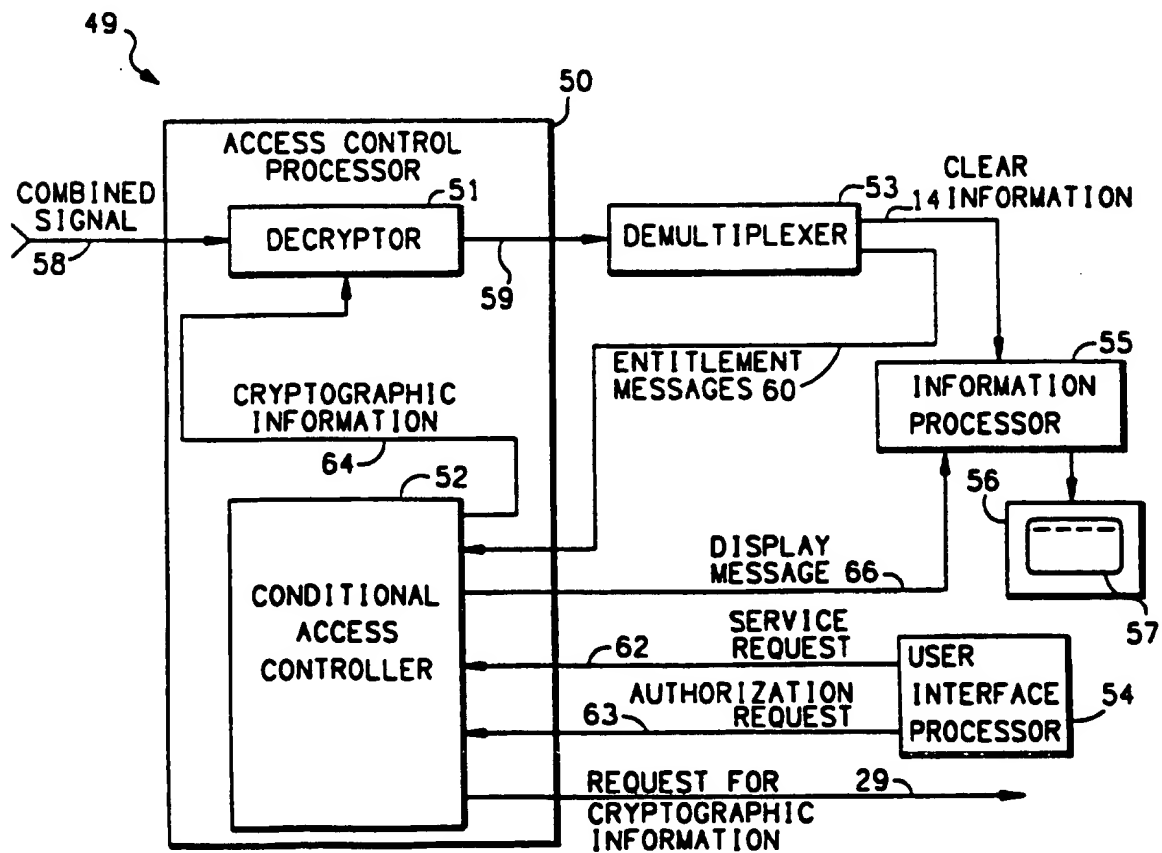 49
50
ACCESS CONTROL
PROCESSOR
COMBINED
SIGNAL
58
51
DECRYPTOR
59
53
DEMULTIPLEXER
CLEAR
14 INFORMATION
ENTITLEMENT
MESSAGES 60
55
INFORMATION
PROCESSOR
CRYPTOGRAPHIC
INFORMATION
64
52
CONDITIONAL
ACCESS
CONTROLLER
56
57
DISPLAY
MESSAGE 66
SERVICE
REQUEST
62
AUTHORIZATION
REQUEST
63
USER
INTERFACE
PROCESSOR
54
REQUEST FOR
CRYPTOGRAPHIC
INFORMATION
29